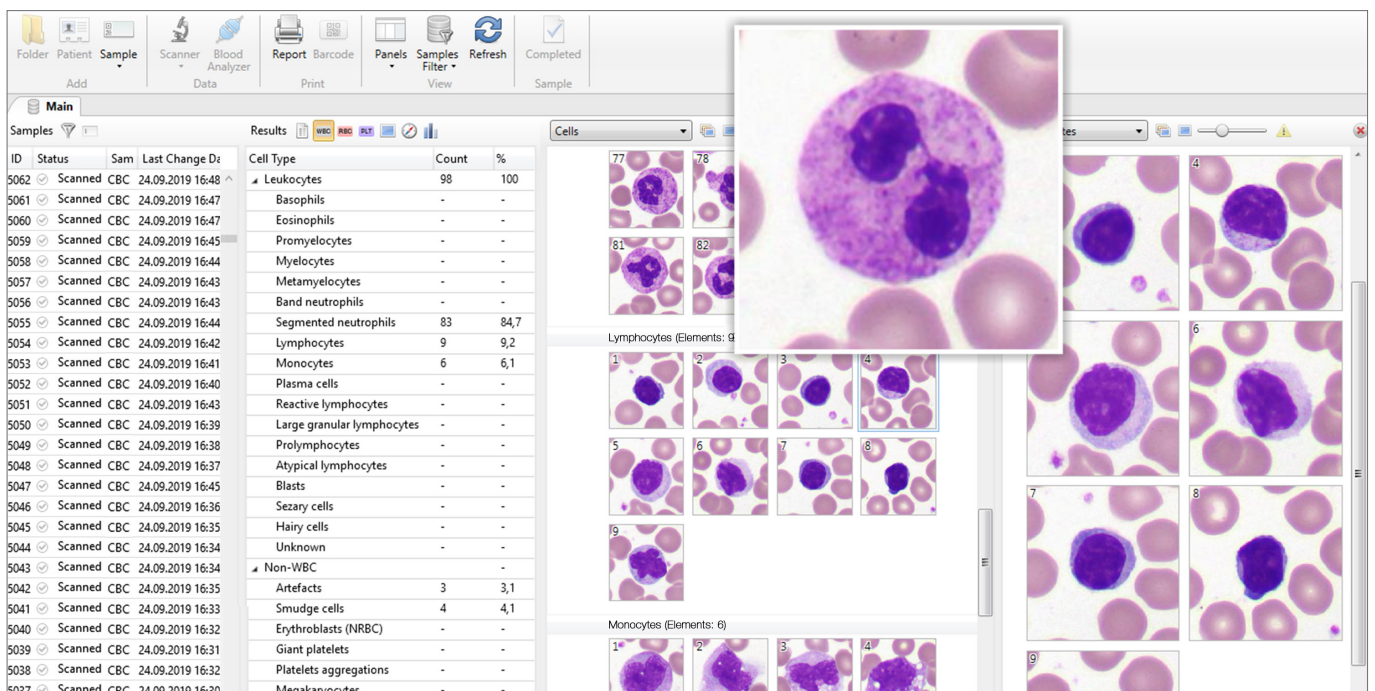 Folder Patient Sample Scanner Blood Analyzer Report Barcode Panels Samples Filter Refresh Completed
Add Data Print View Sample
Main
Samples
Results WBC RBC PLT
Cells
tes
ID Status Sam Last Change Da
5062 Scanned CBC 24.09.2019 16:48
5061 Scanned CBC 24.09.2019 16:47
5060 Scanned CBC 24.09.2019 16:47
5059 Scanned CBC 24.09.2019 16:45
5058 Scanned CBC 24.09.2019 16:44
5057 Scanned CBC 24.09.2019 16:43
5056 Scanned CBC 24.09.2019 16:43
5055 Scanned CBC 24.09.2019 16:44
5054 Scanned CBC 24.09.2019 16:42
5053 Scanned CBC 24.09.2019 16:41
5052 Scanned CBC 24.09.2019 16:40
5051 Scanned CBC 24.09.2019 16:43
5050 Scanned CBC 24.09.2019 16:39
5049 Scanned CBC 24.09.2019 16:38
5048 Scanned CBC 24.09.2019 16:37
5047 Scanned CBC 24.09.2019 16:45
5046 Scanned CBC 24.09.2019 16:36
5045 Scanned CBC 24.09.2019 16:35
5044 Scanned CBC 24.09.2019 16:34
5043 Scanned CBC 24.09.2019 16:34
5042 Scanned CBC 24.09.2019 16:35
5041 Scanned CBC 24.09.2019 16:33
5040 Scanned CBC 24.09.2019 16:32
5039 Scanned CBC 24.09.2019 16:31
5038 Scanned CBC 24.09.2019 16:32
5037 Scanned CBC 24.09.2019 16:30
Cell Type Count %
Leukocytes 98 100
Basophils - -
Eosinophils - -
Promyelocytes - -
Myelocytes - -
Metamyelocytes - -
Band neutrophils - -
Segmented neutrophils 83 84,7
Lymphocytes 9 9,2
Monocytes 6 6,1
Plasma cells - -
Reactive lymphocytes - -
Large granular lymphocytes - -
Prolymphocytes - -
Atypical lymphocytes - -
Blasts - -
Sezary cells - -
Hairy cells - -
Unknown - -
Non-WBC
Artefacts 3 3,1
Smudge cells 4 4,1
Erythroblasts (NRBC) - -
Giant platelets - -
Platelets aggregations - -
Megakaryocytes - -
77 78
81 82
Lymphocytes (Elements: 9
1 2 3 4
5 6 7 8
9
Monocytes (Elements: 6)
1 2 3 4
4
6
7 8
9